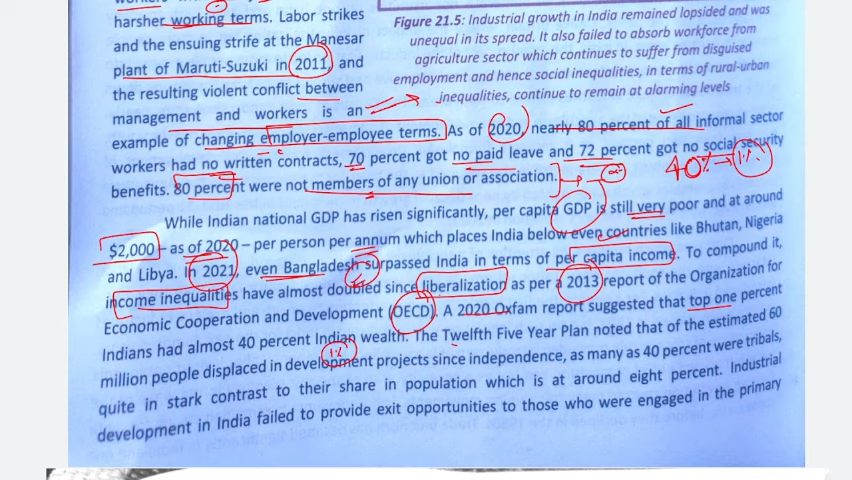 harsher working terms. Labor strikes
and the ensuing strife at the Manesar
plant of Maruti-Suzuki in 2011, and
the resulting violent conflict between
management and workers is an
Figure 21.5: Industrial growth in India remained lopsided and was
unequal in its spread. It also failed to absorb workforce from
agriculture sector which continues to suffer from disguised
employment and hence social inequalities, in terms of rural-urban
inequalities, continue to remain at alarming levels
example of changing employer-employee terms. As of 2020, nearly 80 percent of all informal sector
workers had no written contracts, 70 percent got no paid leave and 72 percent got no social security
benefits. 80 percent were not members of any union or association.
40% → 1%
While Indian national GDP has risen significantly, per capita GDP is still very poor and at around
$2,000 – as of 2020 – per person per annum which places India below even countries like Bhutan, Nigeria
and Libya. In 2021, even Bangladesh surpassed India in terms of per capita income. To compound it,
income inequalities have almost doubled since liberalization as per a 2013 report of the Organization for
Economic Cooperation and Development (OECD). A 2020 Oxfam report suggested that top one percent
Indians had almost 40 percent Indian wealth. The Twelfth Five Year Plan noted that of the estimated 60
1%
million people displaced in development projects since independence, as many as 40 percent were tribals,
quite in stark contrast to their share in population which is at around eight percent. Industrial
development in India failed to provide exit opportunities to those who were engaged in the primary